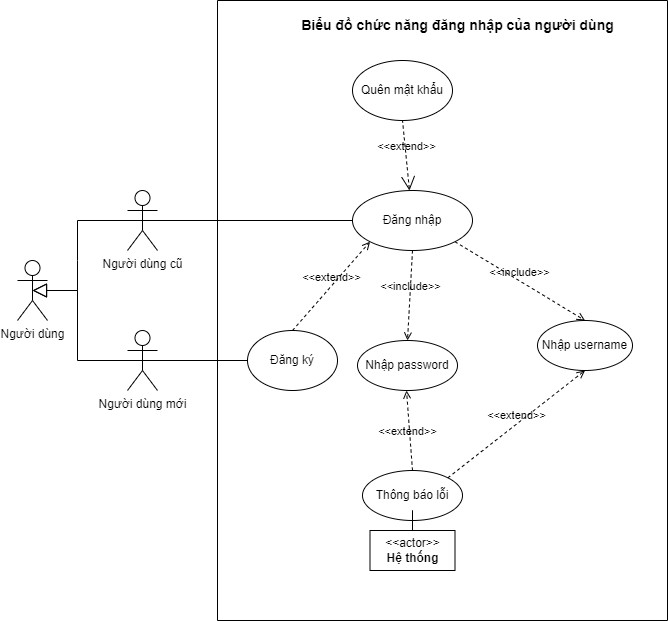 Biểu đồ chức năng đăng nhập của người dùng
Quên mật khẩu
<<extend>>
Đăng nhập
Người dùng cũ
<<extend>>
<<include>>
<<include>>
Người dùng
Đăng ký
Nhập password
Nhập username
Người dùng mới
<<extend>>
<<extend>>
Thông báo lỗi
<<actor>>
Hệ thống